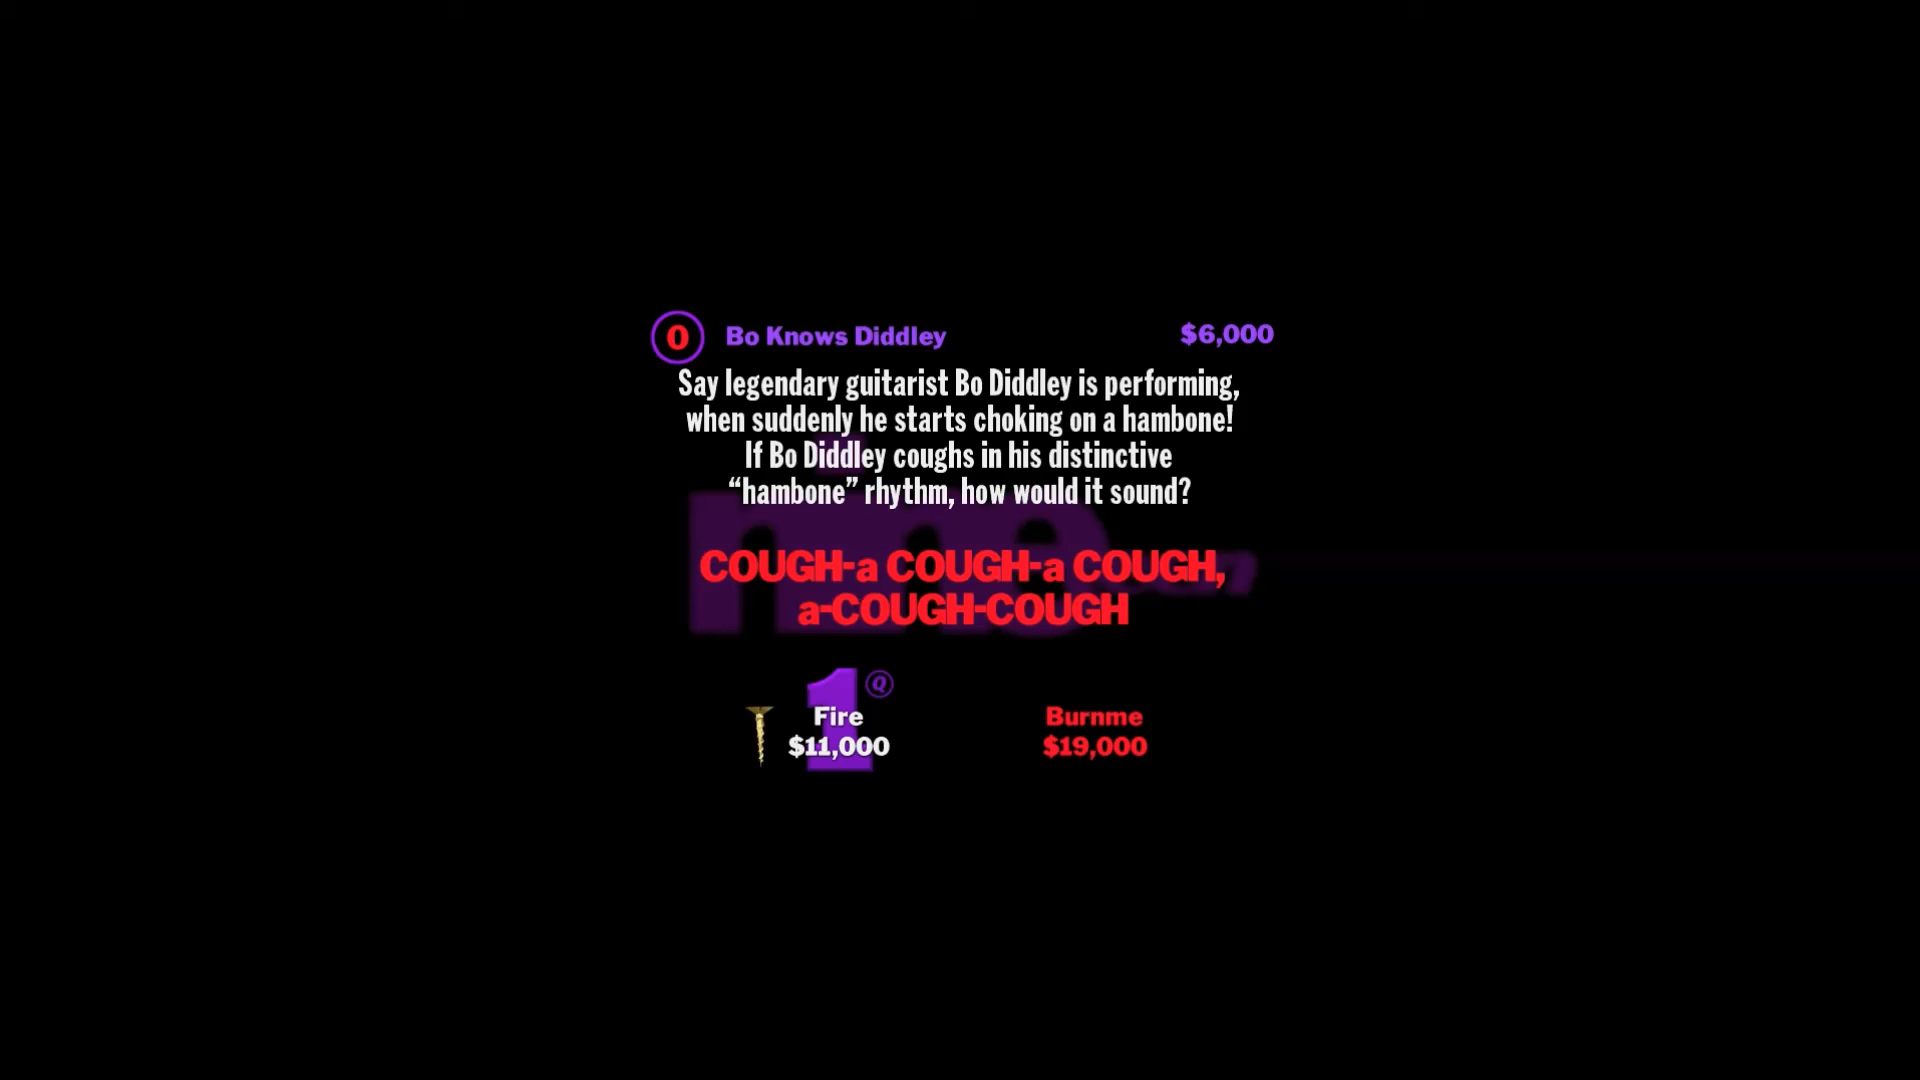 0 Bo Knows Diddley $6,000
Say legendary guitarist Bo Diddley is performing,
when suddenly he starts choking on a hambone!
If Bo Diddley coughs in his distinctive
“hambone” rhythm, how would it sound?
COUGH-a COUGH-a COUGH,
a-COUGH-COUGH
1 Q
Fire Burnme
$11,000 $19,000